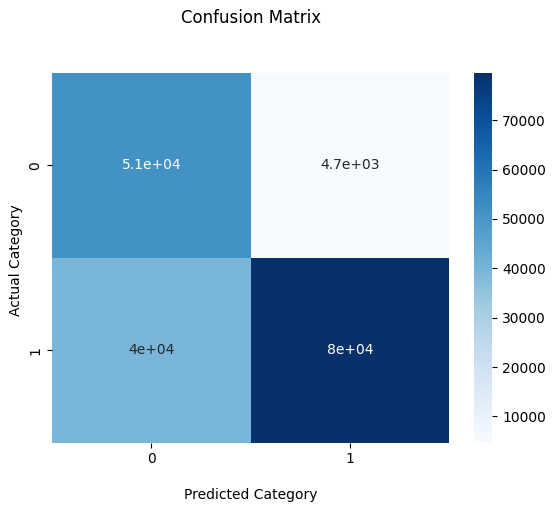 Confusion Matrix
Actual Category
0
5.1e+04
4.7e+03
1
4e+04
8e+04
0
1
Predicted Category
70000
60000
50000
40000
30000
20000
10000